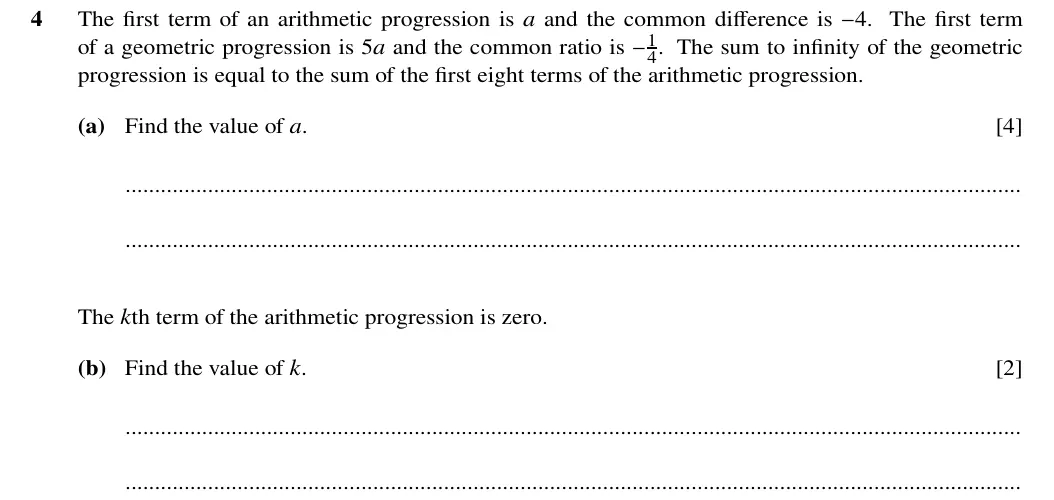 4 The first term of an arithmetic progression is a and the common difference is −4. The first term
of a geometric progression is 5a and the common ratio is −1/4. The sum to infinity of the geometric
progression is equal to the sum of the first eight terms of the arithmetic progression.
(a) Find the value of a. [4]
The kth term of the arithmetic progression is zero.
(b) Find the value of k. [2]